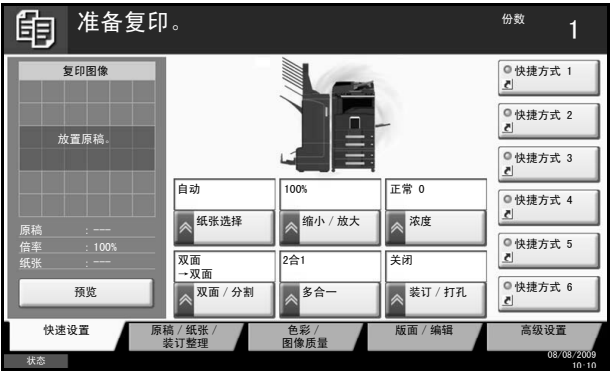 准备复印。
份数
1
复印图像
放置原稿。
原稿 : ---
倍率 : 100%
纸张 : ---
预览
自动
纸张选择
100%
缩小 / 放大
正常 0
浓度
双面
→双面
双面 / 分割
2合1
多合一
关闭
装订 / 打孔
快捷方式 1
快捷方式 2
快捷方式 3
快捷方式 4
快捷方式 5
快捷方式 6
快速设置
原稿 / 纸张 /
装订整理
色彩 /
图像质量
版面 / 编辑
高级设置
状态
08/08/2009
10:10